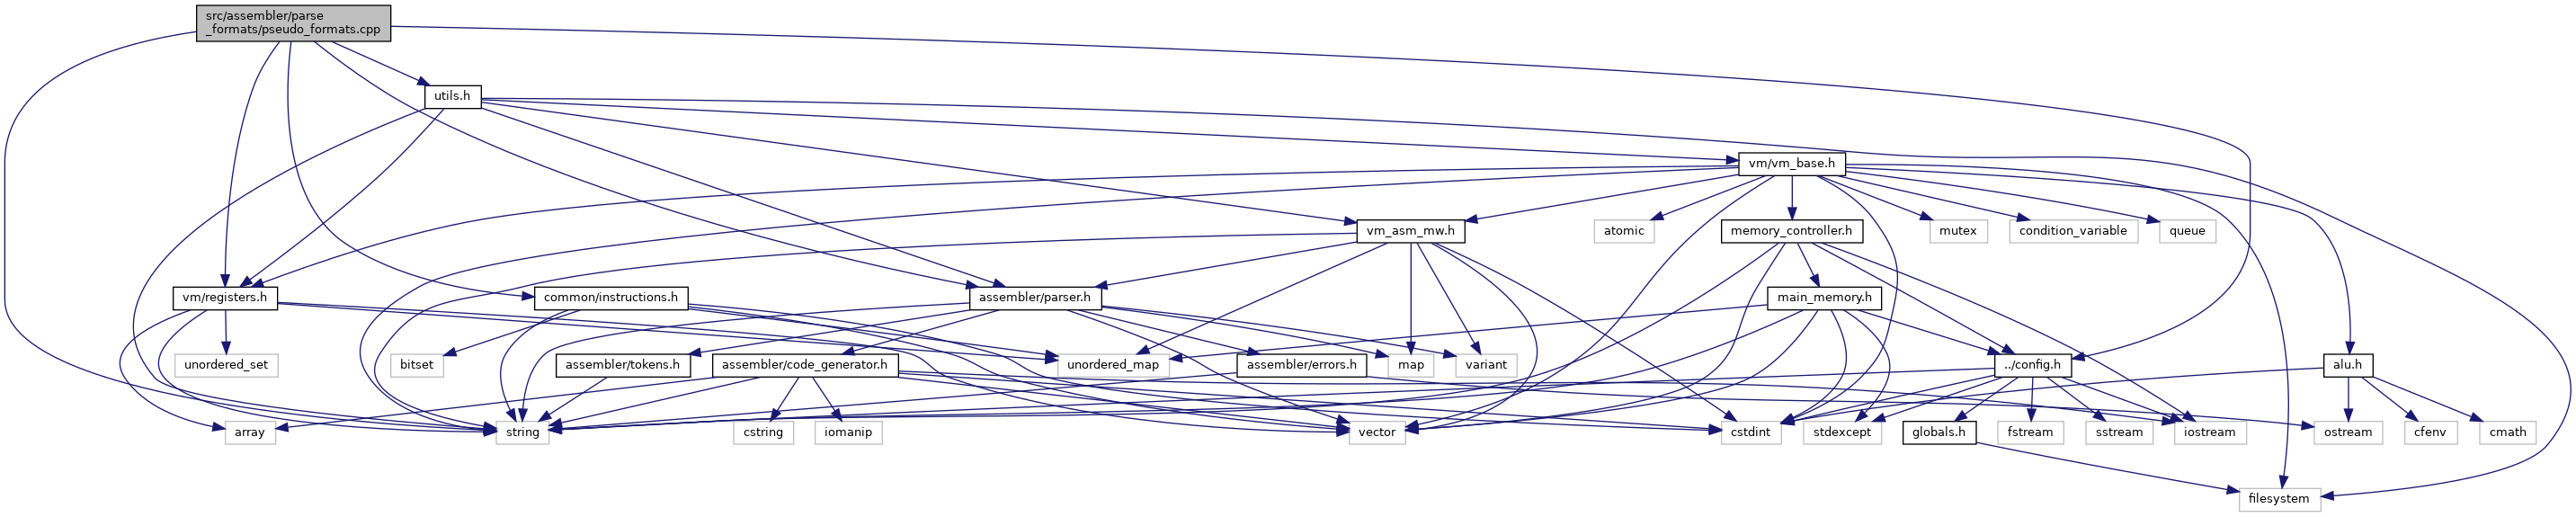 src/assembler/parse
_formats/pseudo_formats.cpp
utils.h
vm/vm_base.h
vm_asm_mw.h
atomic
memory_controller.h
mutex
condition_variable
queue
vm/registers.h
common/instructions.h
assembler/parser.h
main_memory.h
unordered_set
bitset
assembler/tokens.h
assembler/code_generator.h
unordered_map
assembler/errors.h
map
variant
../config.h
alu.h
array
string
cstring
iomanip
vector
cstdint
stdexcept
globals.h
fstream
sstream
iostream
ostream
cfenv
cmath
filesystem